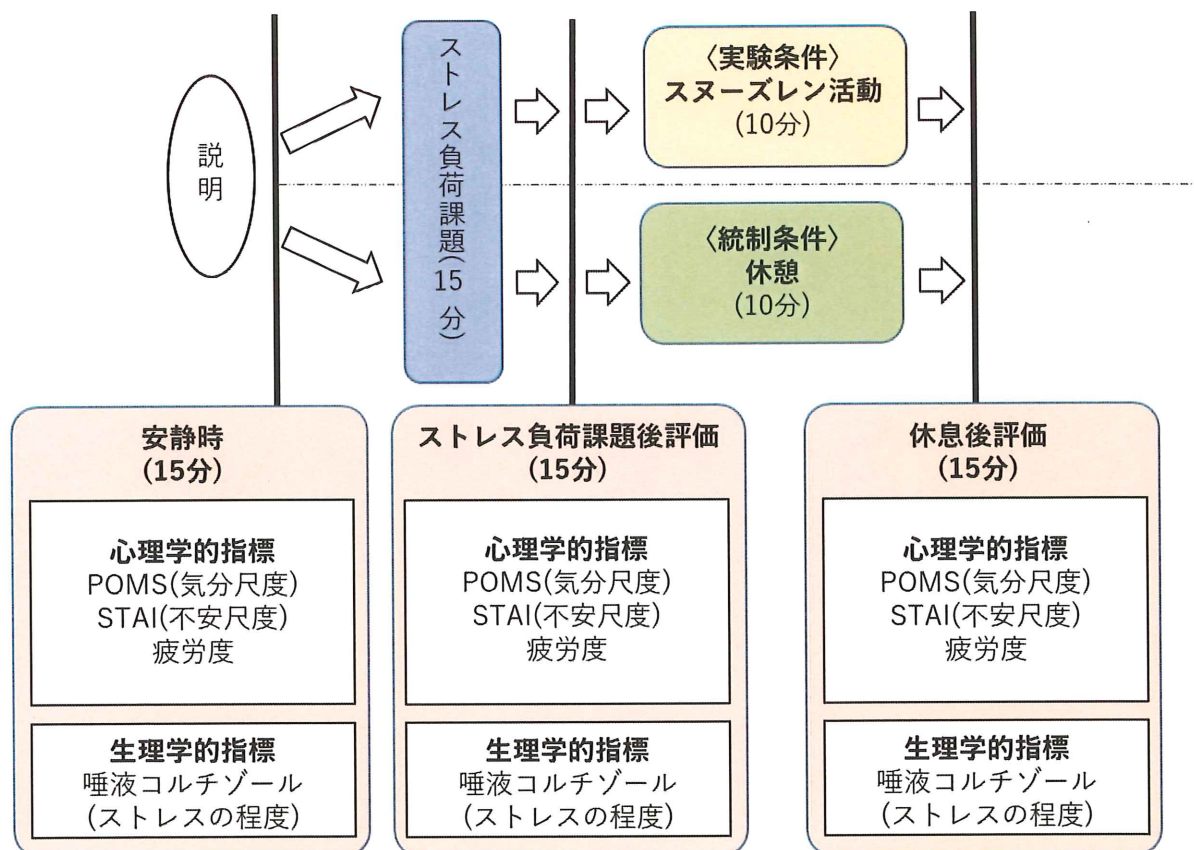 説明
ストレス負荷課題(15分)
〈実験条件〉
スヌーズレン活動
(10分)
〈統制条件〉
休憩
(10分)
安静時
(15分)
心理学的指標
POMS(気分尺度)
STAI(不安尺度)
疲労度
生理学的指標
唾液コルチゾール
(ストレスの程度)
ストレス負荷課題後評価
(15分)
心理学的指標
POMS(気分尺度)
STAI(不安尺度)
疲労度
生理学的指標
唾液コルチゾール
(ストレスの程度)
休息後評価
(15分)
心理学的指標
POMS(気分尺度)
STAI(不安尺度)
疲労度
生理学的指標
唾液コルチゾール
(ストレスの程度)